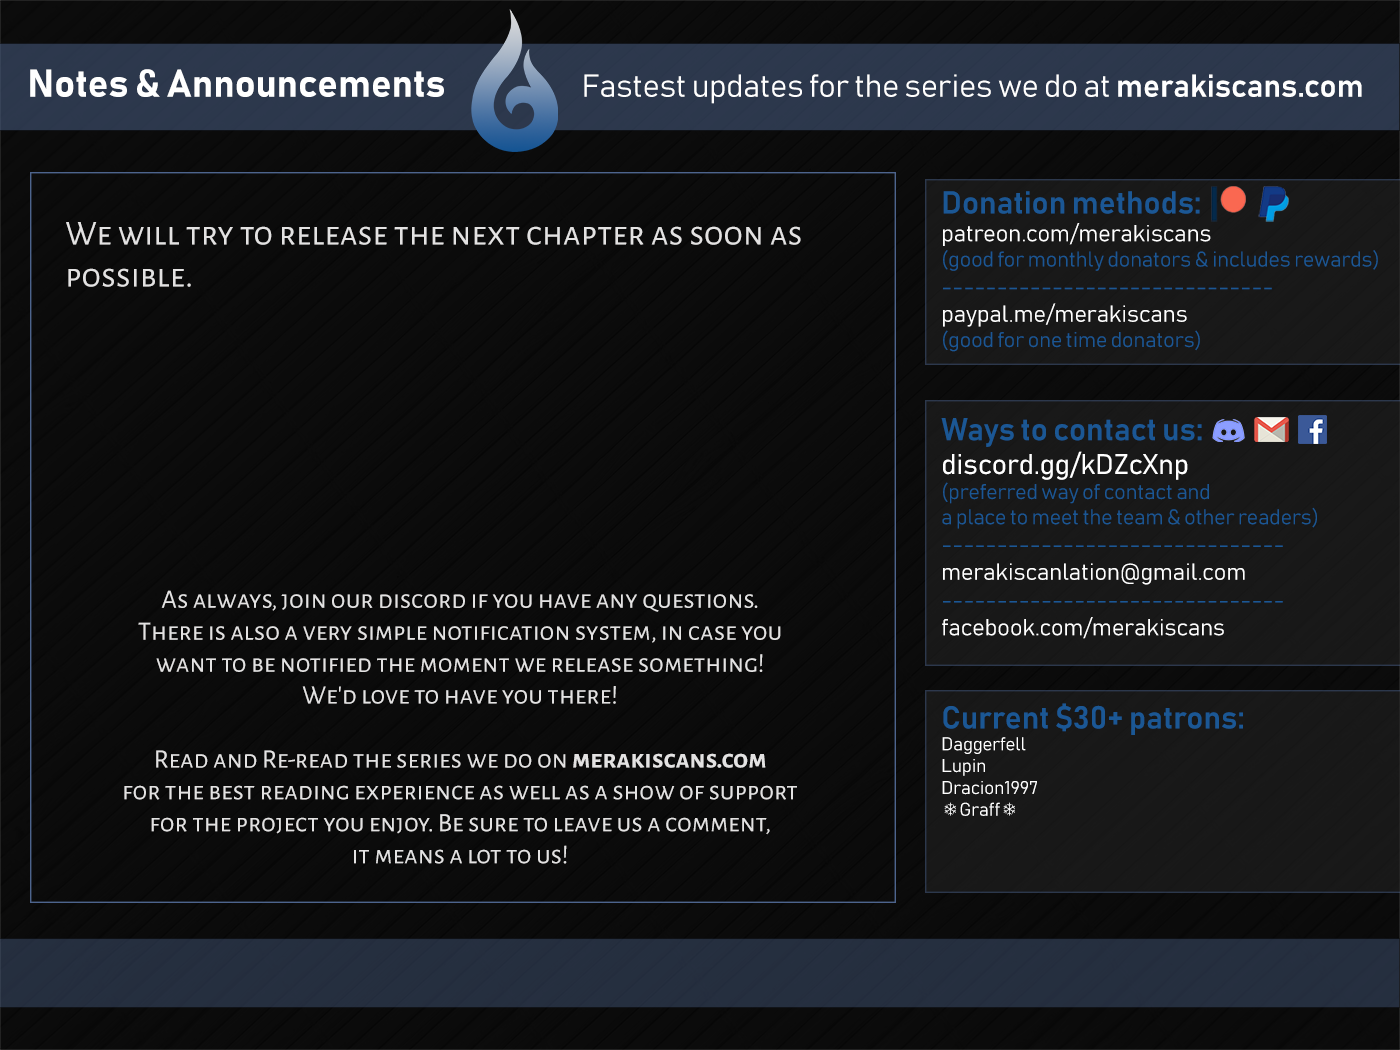 Notes & Announcements
Fastest updates for the series we do at merakiscans.com
We will try to release the next chapter as soon as
possible.
As always, join our discord if you have any questions.
There is also a very simple notification system, in case you
want to be notified the moment we release something!
We'd love to have you there!
Read and Re-read the series we do on merakiscans.com
for the best reading experience as well as a show of support
for the project you enjoy. Be sure to leave us a comment,
it means a lot to us!
Donation methods:
patreon.com/merakiscans
(good for monthly donators & includes rewards)
------------------------------
paypal.me/merakiscans
(good for one time donators)
Ways to contact us:
discord.gg/kDZcXnp
(preferred way of contact and
a place to meet the team & other readers)
-------------------------------
merakiscanlation@gmail.com
-------------------------------
facebook.com/merakiscans
Current $30+ patrons:
Daggerfell
Lupin
Dracion1997
❄Graff❄